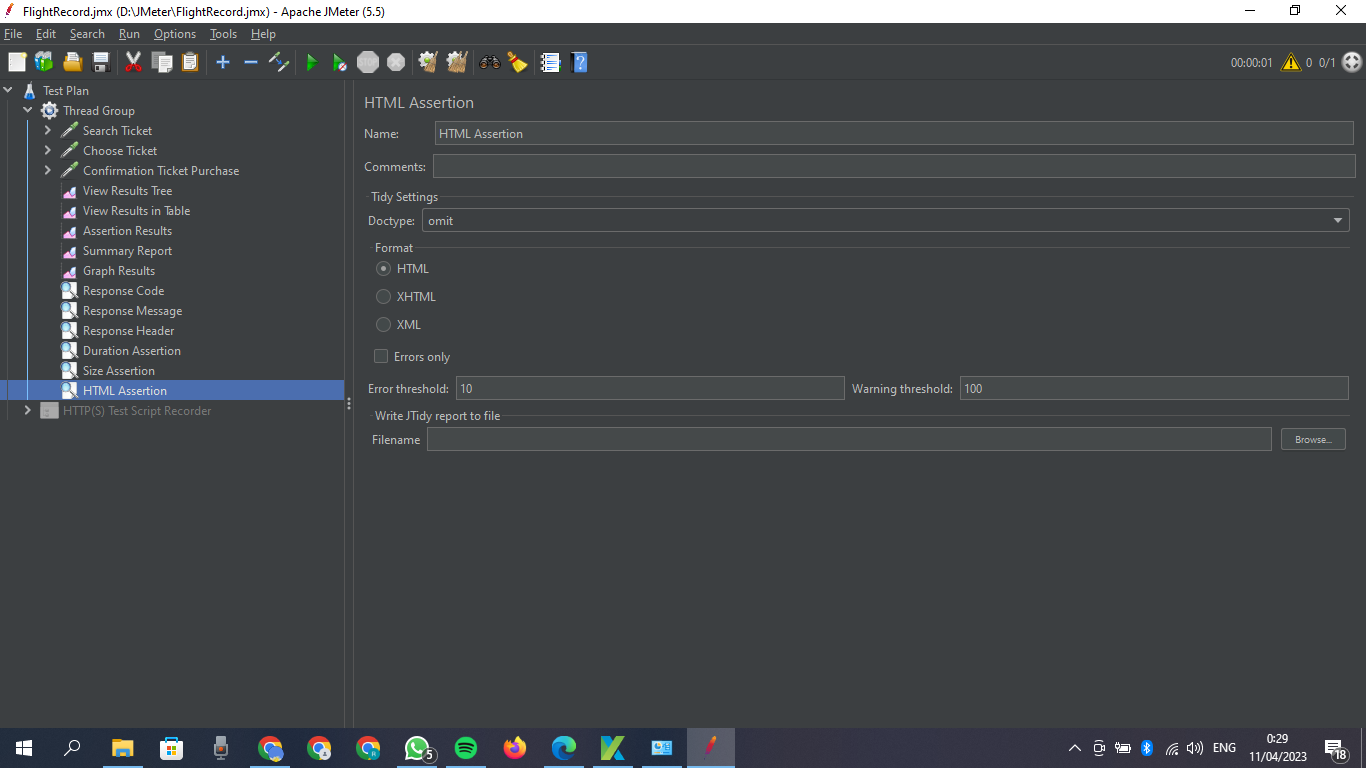 FlightRecord.jmx (D:\JMeter\FlightRecord.jmx) - Apache JMeter (5.5)
File Edit Search Run Options Tools Help
STOP
00:00:01 0 0/1
Test Plan
Thread Group
Search Ticket
Choose Ticket
Confirmation Ticket Purchase
View Results Tree
View Results in Table
Assertion Results
Summary Report
Graph Results
Response Code
Response Message
Response Header
Duration Assertion
Size Assertion
HTML Assertion
HTTP(S) Test Script Recorder
HTML Assertion
Name: HTML Assertion
Comments:
Tidy Settings
Doctype: omit
Format
HTML
XHTML
XML
Errors only
Error threshold: 10 Warning threshold: 100
Write JTidy report to file
Filename Browse...
5
ENG
0:29
11/04/2023
18